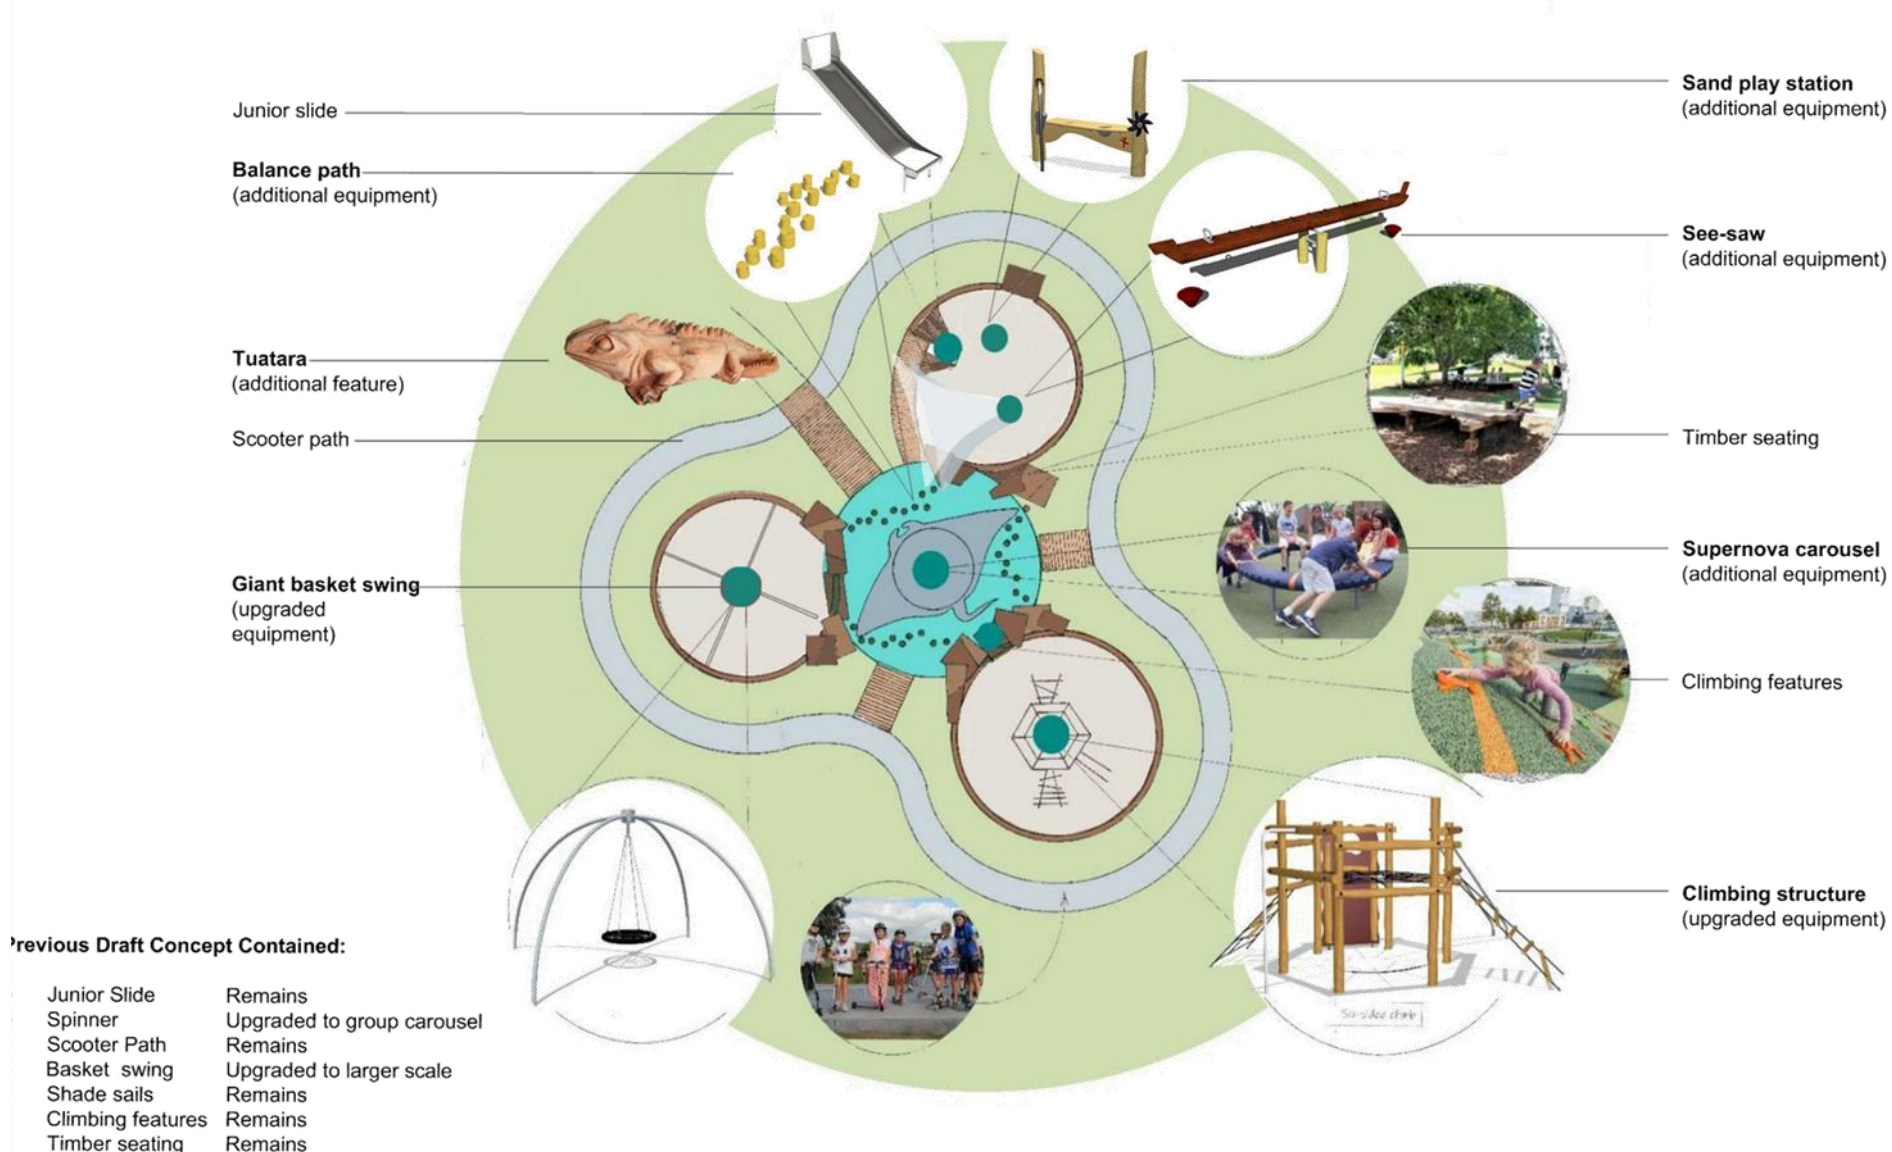 Junior slide
Balance path
(additional equipment)
Tuatara
(additional feature)
Scooter path
Giant basket swing
(upgraded
equipment)
Sand play station
(additional equipment)
See-saw
(additional equipment)
Timber seating
Supernova carousel
(additional equipment)
Climbing features
Climbing structure
(upgraded equipment)
Previous Draft Concept Contained:
Junior Slide Remains
Spinner Upgraded to group carousel
Scooter Path Remains
Basket swing Upgraded to larger scale
Shade sails Remains
Climbing features Remains
Timber seating Remains